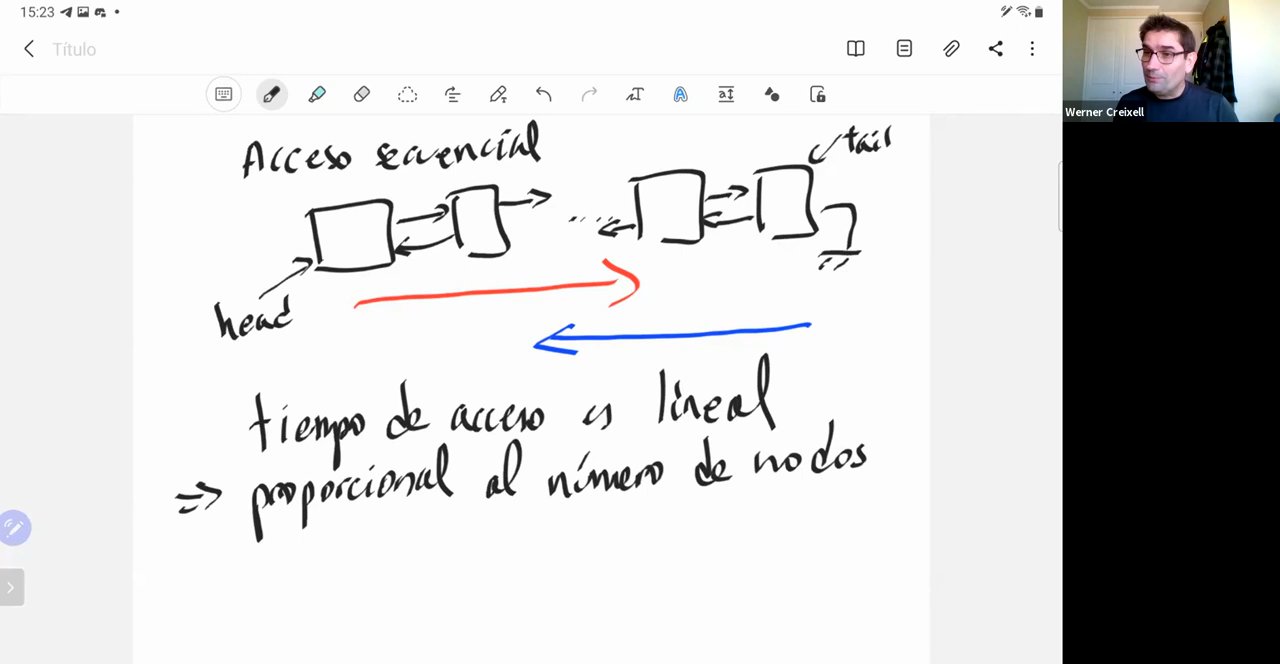 15:23
Título
Werner Creixell
Acceso secuencial
tail
head
tiempo de acceso es lineal
⇒ proporcional al número de nodos